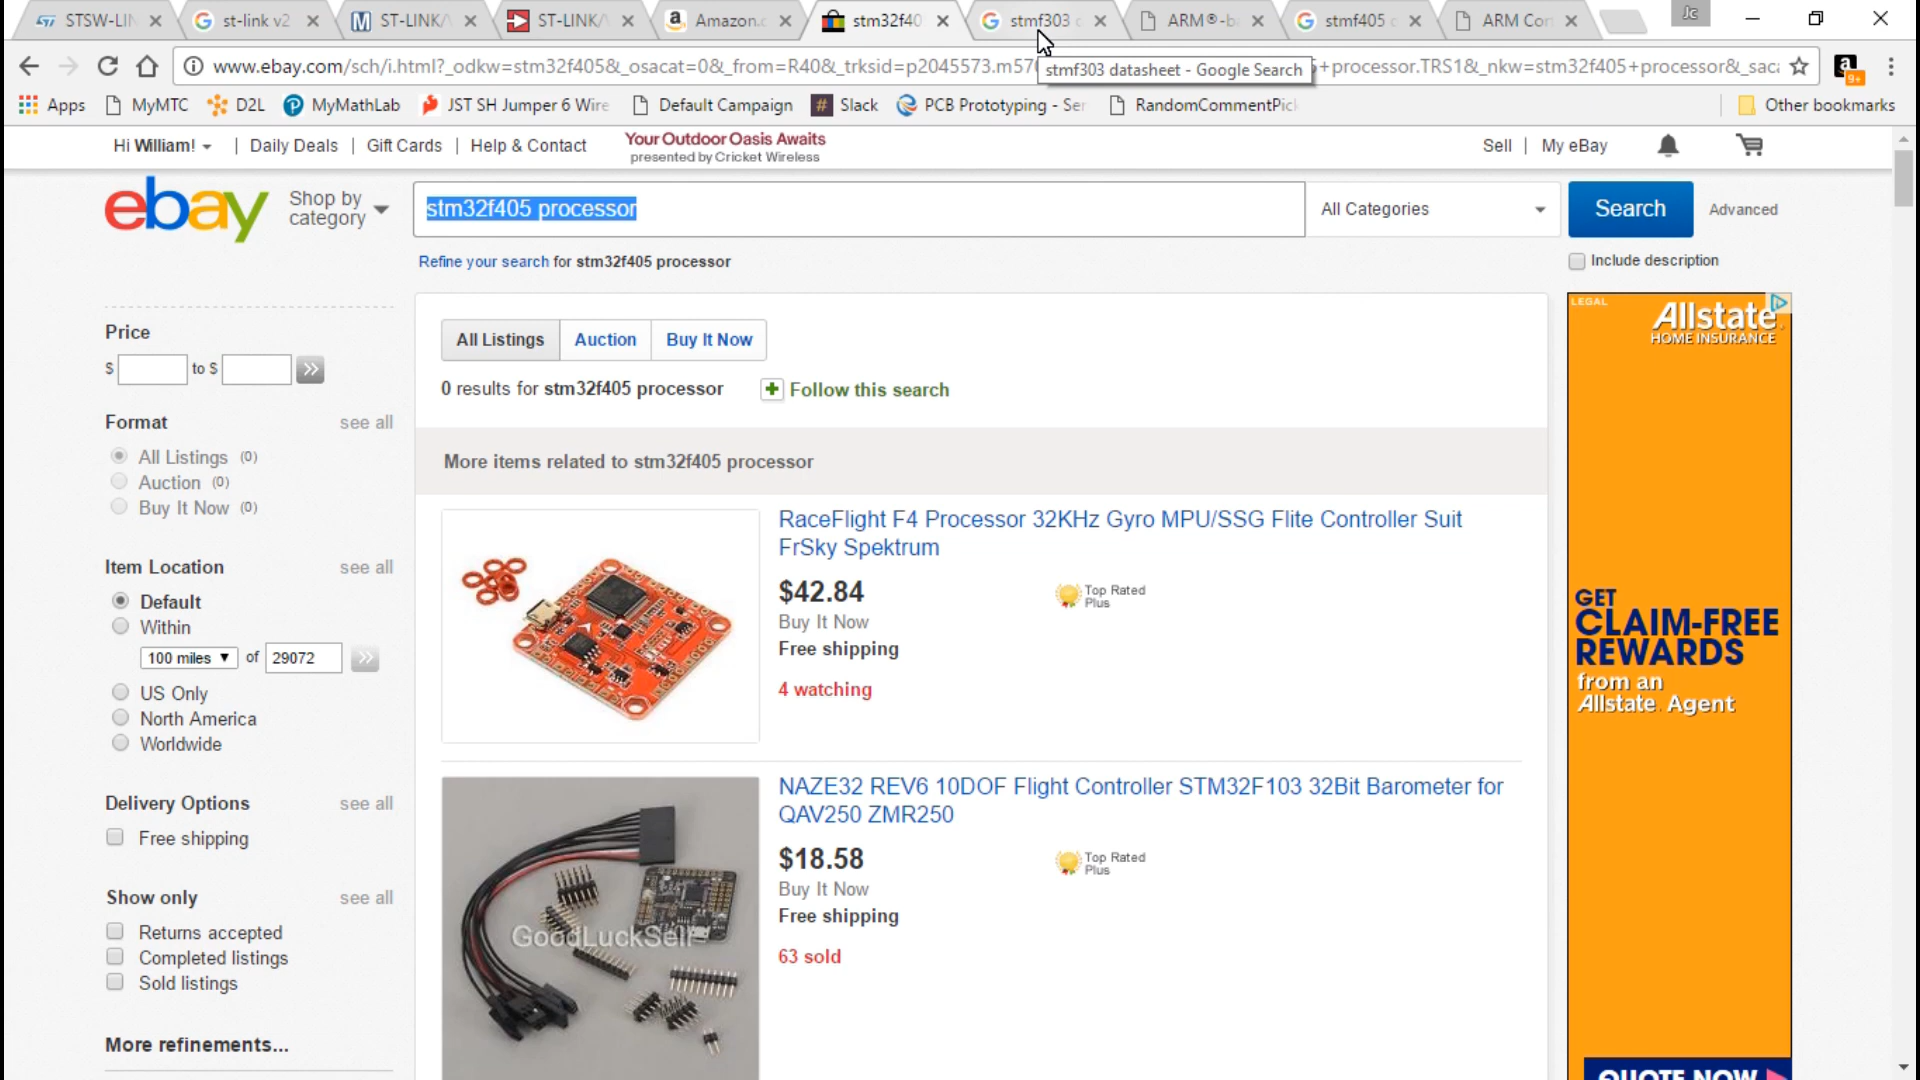 STSW-LIN
st-link v2
ST-LINK/
ST-LINK/
Amazon.c
stm32f40
stmf303
ARM®-b
stmf405
ARM Cor
Jc
www.ebay.com/sch/i.html?_odkw=stm32f405&_osacat=0&_from=R40&_trksid=p2045573.m570
+processor.TRS1&_nkw=stm32f405+processor&_saca
9+
stmf303 datasheet - Google Search
Apps
MyMTC
D2L
MyMathLab
JST SH Jumper 6 Wire
Default Campaign
Slack
PCB Prototyping - Ser
RandomCommentPick
Other bookmarks
Hi William! | Daily Deals | Gift Cards | Help & Contact
Your Outdoor Oasis Awaits
presented by Cricket Wireless
Sell | My eBay
ebay
Shop by
category
stm32f405 processor
All Categories
Search
Advanced
Refine your search for stm32f405 processor
Include description
Price
$ to $
Format see all
All Listings (0)
Auction (0)
Buy It Now (0)
Item Location see all
Default
Within
100 miles of 29072
US Only
North America
Worldwide
Delivery Options see all
Free shipping
Show only see all
Returns accepted
Completed listings
Sold listings
More refinements...
All Listings
Auction
Buy It Now
0 results for stm32f405 processor
Follow this search
More items related to stm32f405 processor
RaceFlight F4 Processor 32KHz Gyro MPU/SSG Flite Controller Suit
FrSky Spektrum
$42.84
Buy It Now
Free shipping
4 watching
Top Rated
Plus
NAZE32 REV6 10DOF Flight Controller STM32F103 32Bit Barometer for
QAV250 ZMR250
$18.58
Buy It Now
Free shipping
63 sold
Top Rated
Plus
GoodLuckSell
LEGAL
Allstate.
HOME INSURANCE
GET
CLAIM-FREE
REWARDS
from an
Allstate Agent
QUOTE NOW